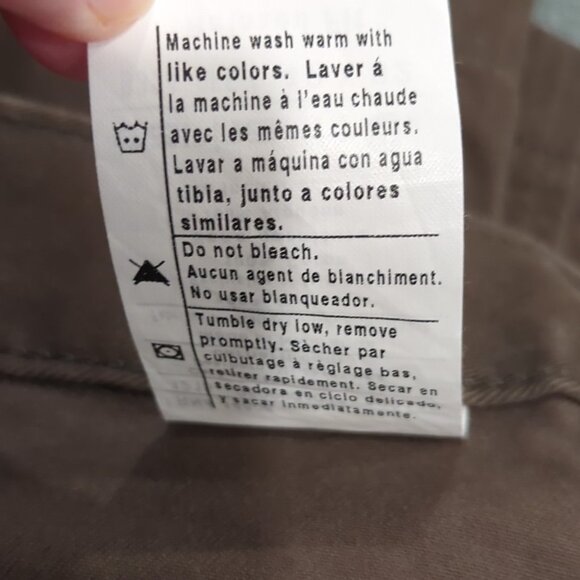 Machine wash warm with
like colors. Laver á
la machine à l'eau chaude
avec les mêmes couleurs.
Lavar a máquina con agua
tibia, junto a colores
similares.
Do not bleach.
Aucun agent de blanchiment.
No usar blanqueador.
Tumble dry low, remove
promptly. Sècher par
culbutage à règlage bas,
retirer rapidement. Secar en
secadora en ciclo delicado,
Y sacar inmediatamente.